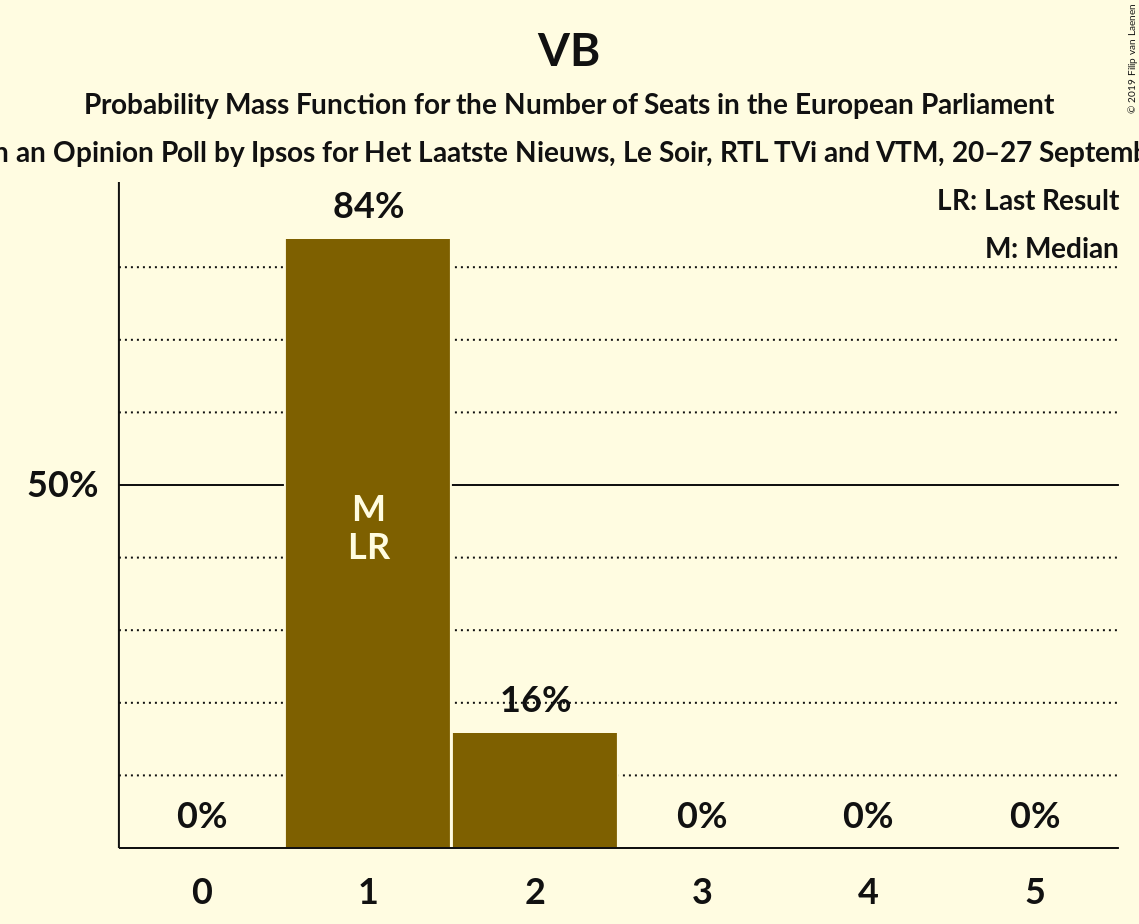 VB
Probability Mass Function for the Number of Seats in the European Parliament
an Opinion Poll by Ipsos for Het Laatste Nieuws, Le Soir, RTL TVi and VTM, 20–27
LR: Last Result
M: Median
84%
50%
M
LR
16%
0%
0%
0%
0%
0 1 2 3 4 5
© 2019 Filip van Laenen